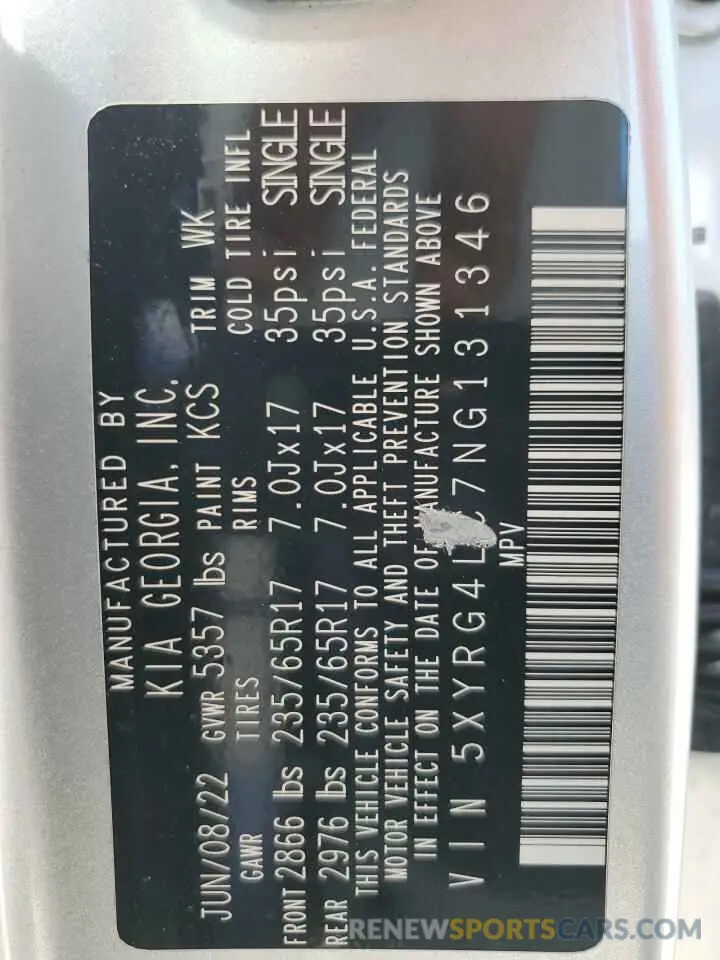 MANUFACTURED BY
KIA GEORGIA, INC.
JUN/08/22 GVWR 5357 lbs PAINT KCS TRIM WK
GAWR TIRES RIMS COLD TIRE INFL
FRONT 2866 lbs 235/65R17 7.0Jx17 35psi SINGLE
REAR 2976 lbs 235/65R17 7.0Jx17 35psi SINGLE
THIS VEHICLE CONFORMS TO ALL APPLICABLE U.S.A. FEDERAL
MOTOR VEHICLE SAFETY AND THEFT PREVENTION STANDARDS
IN EFFECT ON THE DATE OF MANUFACTURE SHOWN ABOVE
VIN 5XYRG4LC7NG131346
MPV
RENEWSPORTSCARS.COM